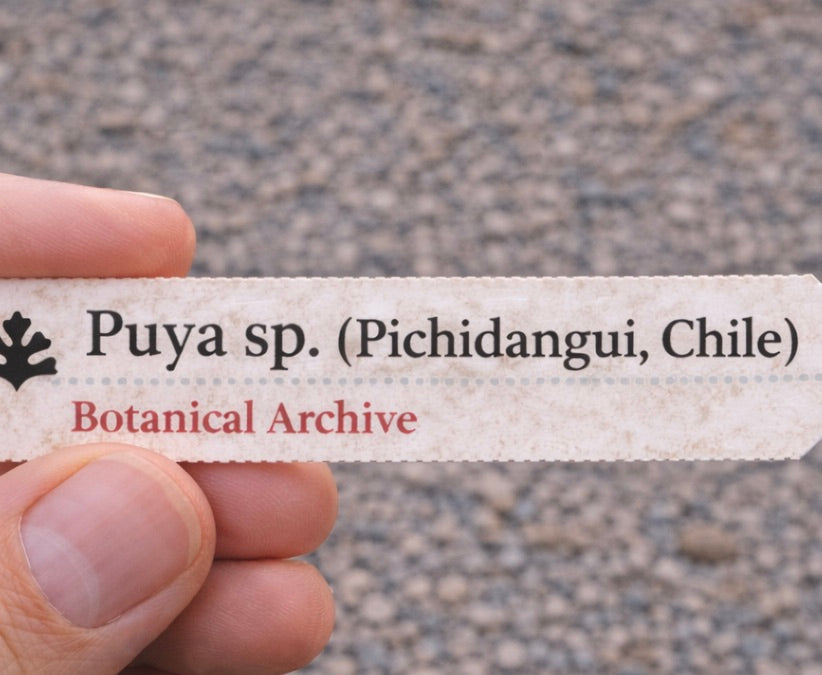 Puya sp. (Pichidangui, Chile)
Botanical Archive